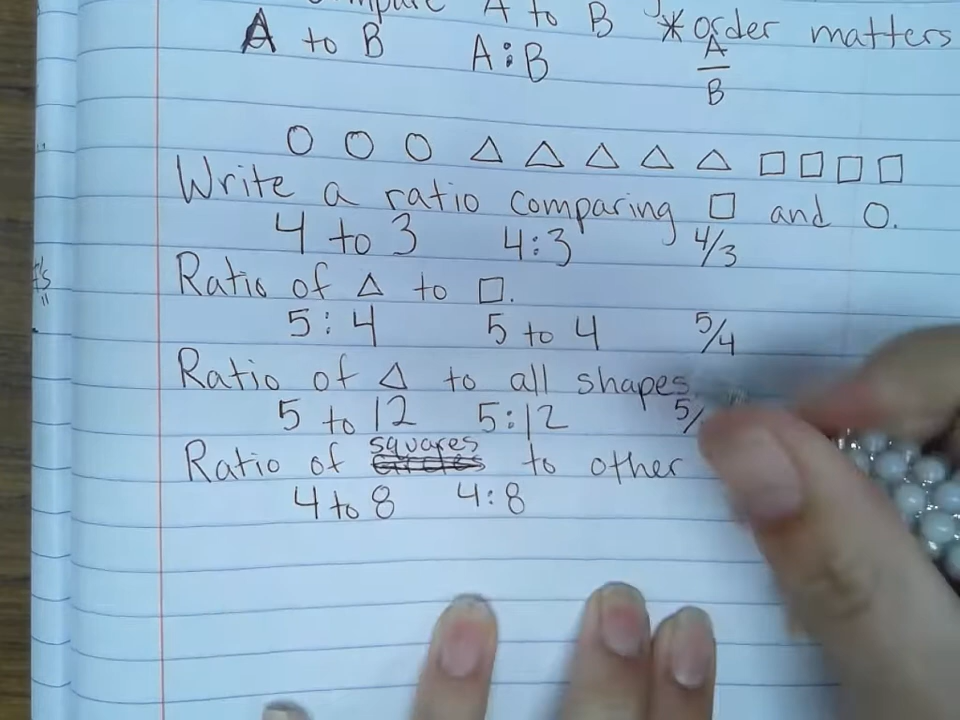 A to B
A to B A:B *order matters
A/B
Write a ratio comparing □ and ○.
4 to 3 4:3 4/3
Ratio of △ to □.
5:4 5 to 4 5/4
Ratio of △ to all shapes.
5 to 12 5:12 5/
squares
Ratio of to other
4 to 8 4:8